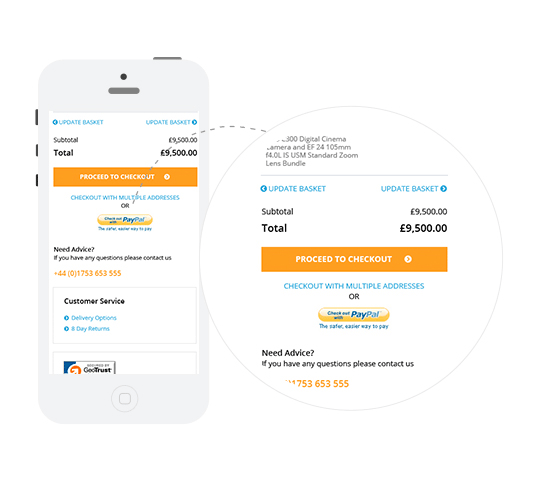 UPDATE BASKET UPDATE BASKET
Subtotal £9,500.00
Total £9,500.00
PROCEED TO CHECKOUT
CHECKOUT WITH MULTIPLE ADDRESSES
OR
Check out with PayPal
The safer, easier way to pay
Need Advice?
If you have any questions please contact us
+44 (0)1753 653 555
Customer Service
Delivery Options
8 Day Returns
SECURED BY
GeoTrust
300 Digital Cinema
Camera and EF 24 105mm
f4.0L IS USM Standard Zoom
Lens Bundle
UPDATE BASKET UPDATE BASKET
Subtotal £9,500.00
Total £9,500.00
PROCEED TO CHECKOUT
CHECKOUT WITH MULTIPLE ADDRESSES
OR
Check out with PayPal
The safer, easier way to pay
Need Advice?
If you have any questions please contact us
)1753 653 555